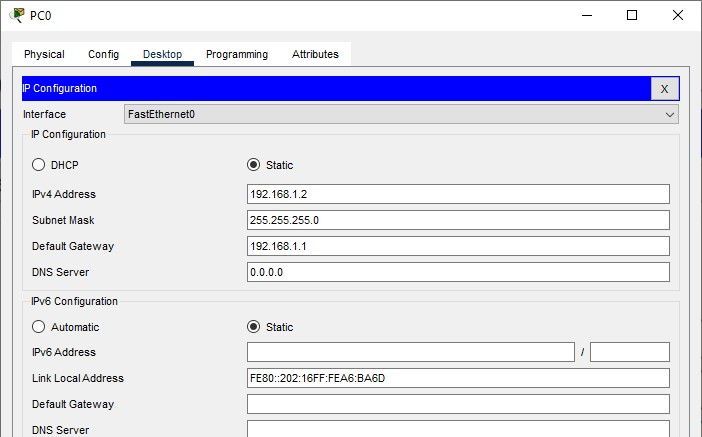 PC0
Physical Config Desktop Programming Attributes
IP Configuration X
Interface FastEthernet0
IP Configuration
DHCP Static
IPv4 Address 192.168.1.2
Subnet Mask 255.255.255.0
Default Gateway 192.168.1.1
DNS Server 0.0.0.0
IPv6 Configuration
Automatic Static
IPv6 Address /
Link Local Address FE80::202:16FF:FEA6:BA6D
Default Gateway
DNS Server